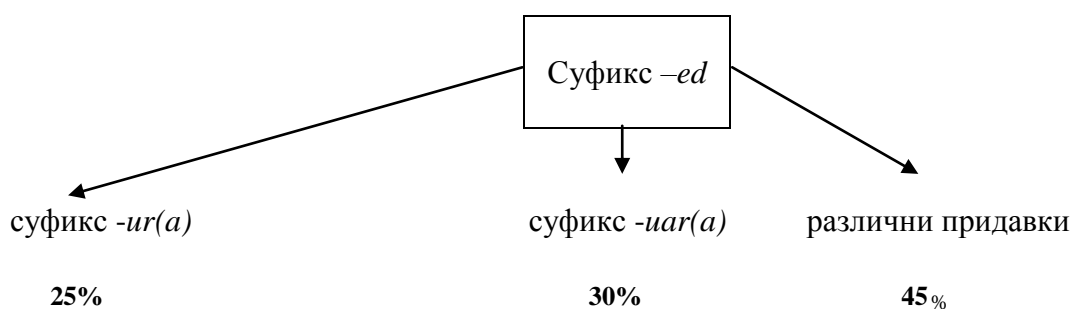 Суфикс –ed
суфикс -ur(a) суфикс -uar(a) различни придавки
25% 30% 45%